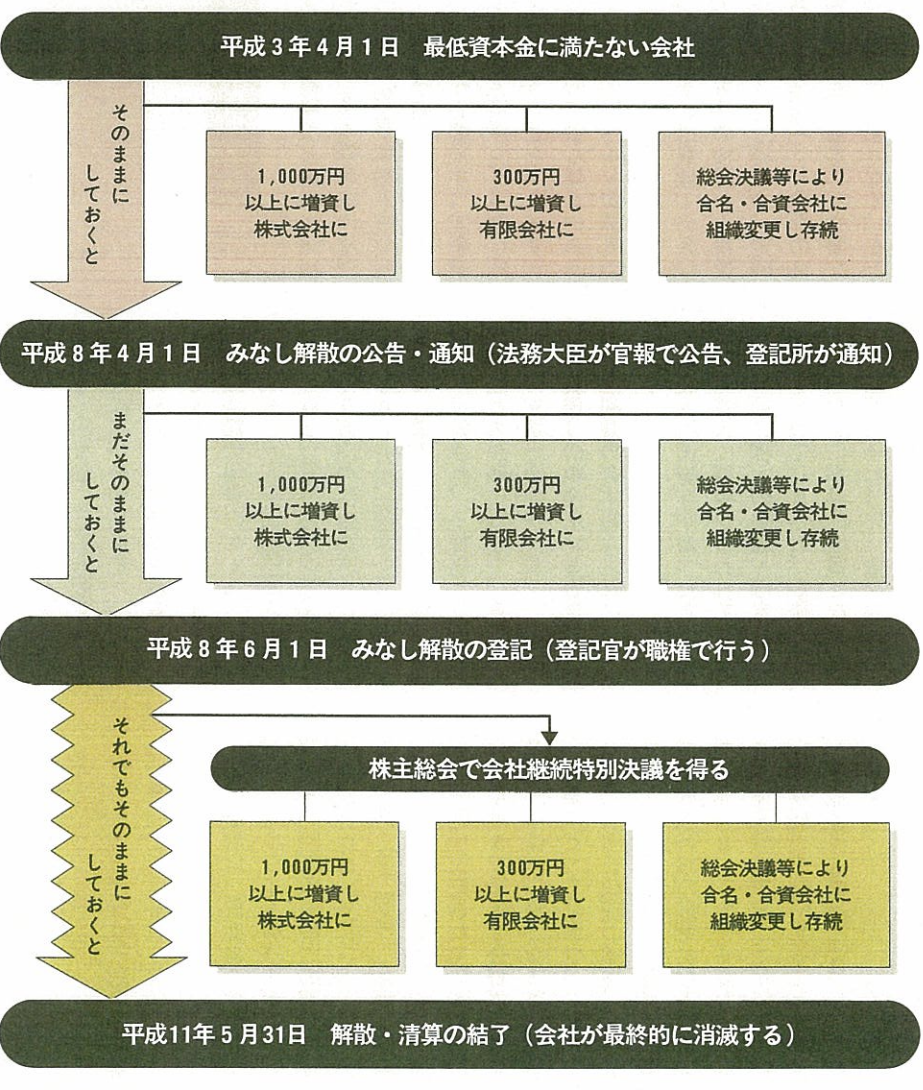 平成3年4月1日　最低資本金に満たない会社
そのままに
しておくと
1,000万円
以上に増資し
株式会社に
300万円
以上に増資し
有限会社に
総会決議等により
合名・合資会社に
組織変更し存続
平成8年4月1日　みなし解散の公告・通知（法務大臣が官報で公告、登記所が通知）
まだそのままに
しておくと
1,000万円
以上に増資し
株式会社に
300万円
以上に増資し
有限会社に
総会決議等により
合名・合資会社に
組織変更し存続
平成8年6月1日　みなし解散の登記（登記官が職権で行う）
それでもそのままに
しておくと
株主総会で会社継続特別決議を得る
1,000万円
以上に増資し
株式会社に
300万円
以上に増資し
有限会社に
総会決議等により
合名・合資会社に
組織変更し存続
平成11年5月31日　解散・清算の結了（会社が最終的に消滅する）